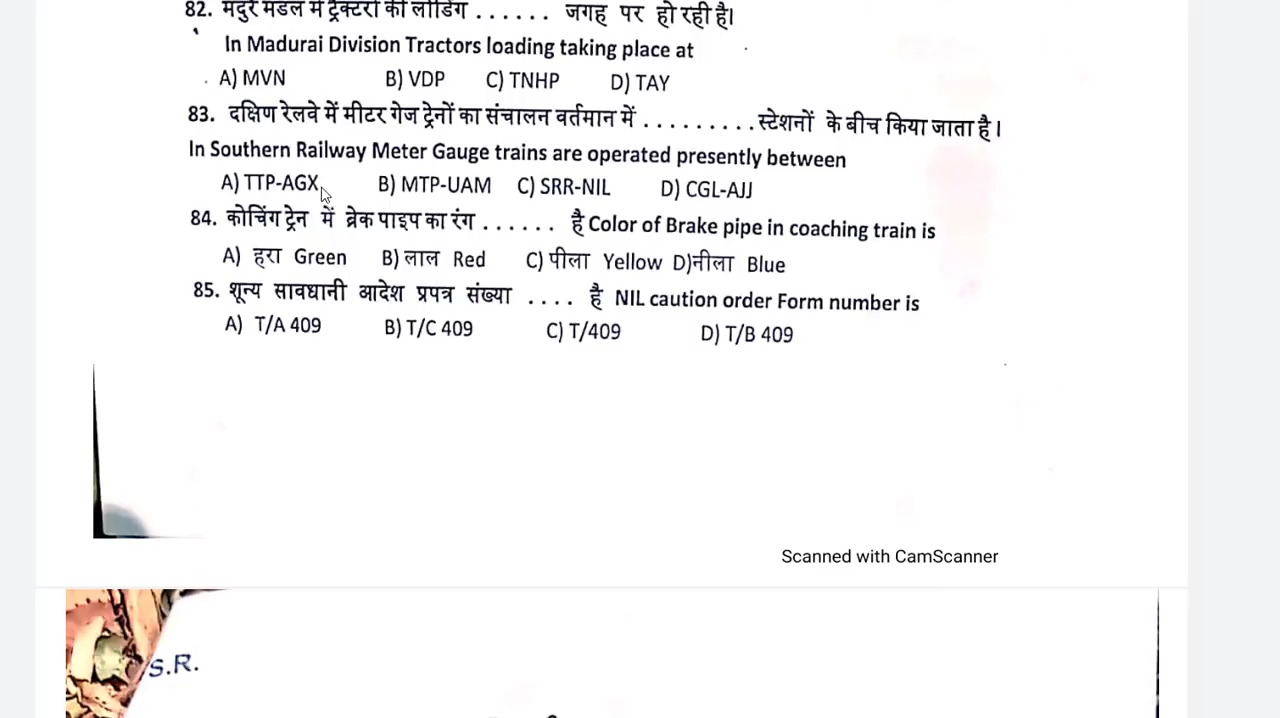 82. मदुरै मंडल में ट्रैक्टरों की लोडिंग . . . . . . जगह पर हो रही है।
In Madurai Division Tractors loading taking place at
A) MVN B) VDP C) TNHP D) TAY
83. दक्षिण रेलवे में मीटर गेज ट्रेनों का संचालन वर्तमान में . . . . . . . . . स्टेशनों के बीच किया जाता है।
In Southern Railway Meter Gauge trains are operated presently between
A) TTP-AGX B) MTP-UAM C) SRR-NIL D) CGL-AJJ
84. कोचिंग ट्रेन में ब्रेक पाइप का रंग . . . . . . है Color of Brake pipe in coaching train is
A) हरा Green B) लाल Red C) पीला Yellow D)नीला Blue
85. शून्य सावधानी आदेश प्रपत्र संख्या . . . . है NIL caution order Form number is
A) T/A 409 B) T/C 409 C) T/409 D) T/B 409
Scanned with CamScanner
S.R.